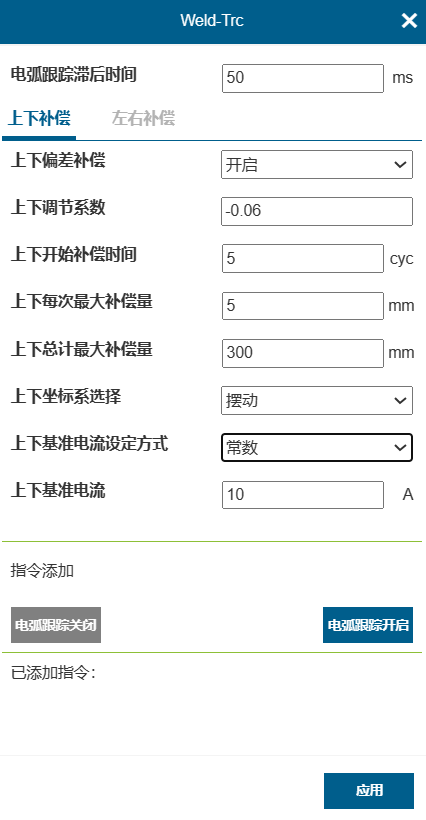 Weld-Trc
电弧跟踪滞后时间 50 ms
上下补偿 左右补偿
上下偏差补偿 开启
上下调节系数 -0.06
上下开始补偿时间 5 cyc
上下每次最大补偿量 5 mm
上下总计最大补偿量 300 mm
上下坐标系选择 摆动
上下基准电流设定方式 常数
上下基准电流 10 A
指令添加
电弧跟踪关闭 电弧跟踪开启
已添加指令:
应用